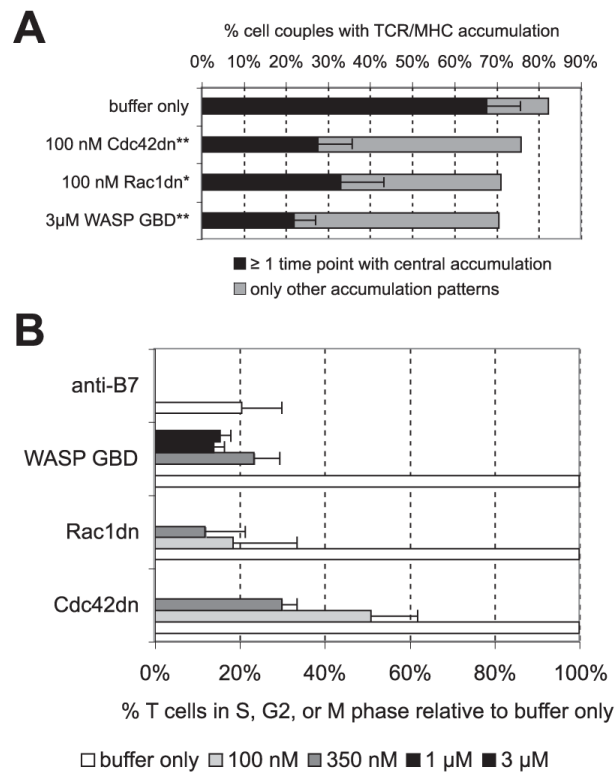 A
% cell couples with TCR/MHC accumulation
0% 10% 20% 30% 40% 50% 60% 70% 80% 90%
buffer only
100 nM Cdc42dn**
100 nM Rac1dn*
3µM WASP GBD**
≥ 1 time point with central accumulation
only other accumulation patterns
B
anti-B7
WASP GBD
Rac1dn
Cdc42dn
0% 20% 40% 60% 80% 100%
% T cells in S, G2, or M phase relative to buffer only
buffer only 100 nM 350 nM 1 µM 3 µM